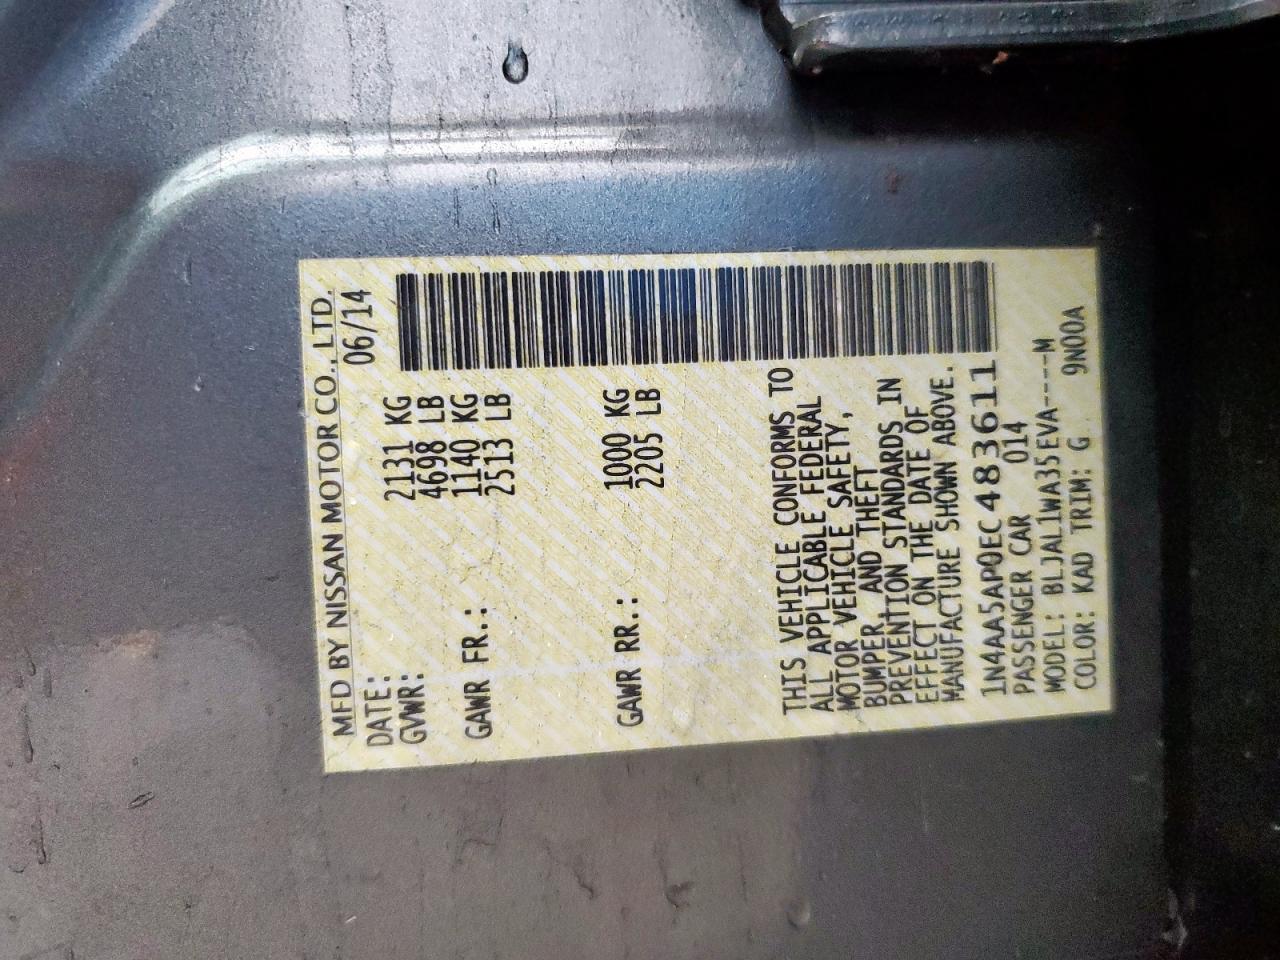 MFD BY NISSAN MOTOR CO., LTD.
DATE: 06/14
GVWR: 2131 KG
4698 LB
GAWR FR.: 1140 KG
2513 LB
GAWR RR.: 1000 KG
2205 LB
THIS VEHICLE CONFORMS TO
ALL APPLICABLE FEDERAL
MOTOR VEHICLE SAFETY,
BUMPER, AND THEFT
PREVENTION STANDARDS IN
EFFECT ON THE DATE OF
MANUFACTURE SHOWN ABOVE.
1N4AA5AP0EC483611
PASSENGER CAR 014
MODEL: BLJAL1WA35EVA----M
COLOR: KAD TRIM: G 9N00A